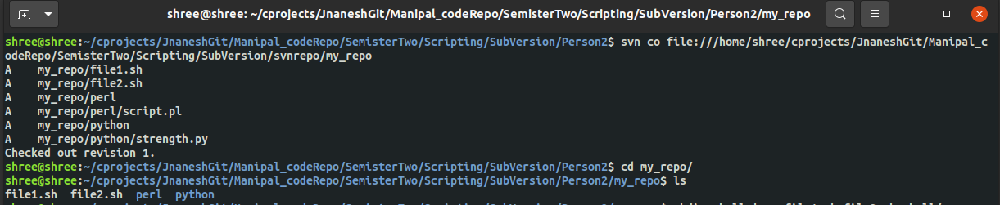 shree@shree: ~/cprojects/JnaneshGit/Manipal_codeRepo/SemisterTwo/Scripting/SubVersion/Person2/my_repo
shree@shree:~/cprojects/JnaneshGit/Manipal_codeRepo/SemisterTwo/Scripting/SubVersion/Person2$ svn co file:///home/shree/cprojects/JnaneshGit/Manipal_c
odeRepo/SemisterTwo/Scripting/SubVersion/svnrepo/my_repo
A    my_repo/file1.sh
A    my_repo/file2.sh
A    my_repo/perl
A    my_repo/perl/script.pl
A    my_repo/python
A    my_repo/python/strength.py
Checked out revision 1.
shree@shree:~/cprojects/JnaneshGit/Manipal_codeRepo/SemisterTwo/Scripting/SubVersion/Person2$ cd my_repo/
shree@shree:~/cprojects/JnaneshGit/Manipal_codeRepo/SemisterTwo/Scripting/SubVersion/Person2/my_repo$ ls
file1.sh  file2.sh  perl  python